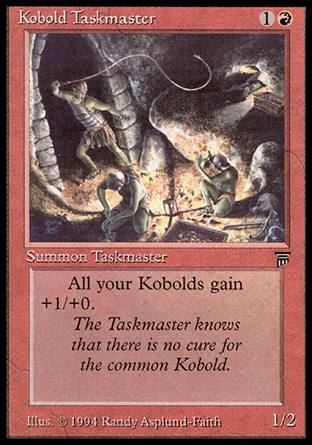 Kobold Taskmaster 1
Summon Taskmaster
All your Kobolds gain
+1/+0.
The Taskmaster knows
that there is no cure for
the common Kobold.
Illus. © 1994 Randy Asplund-Faith 1/2